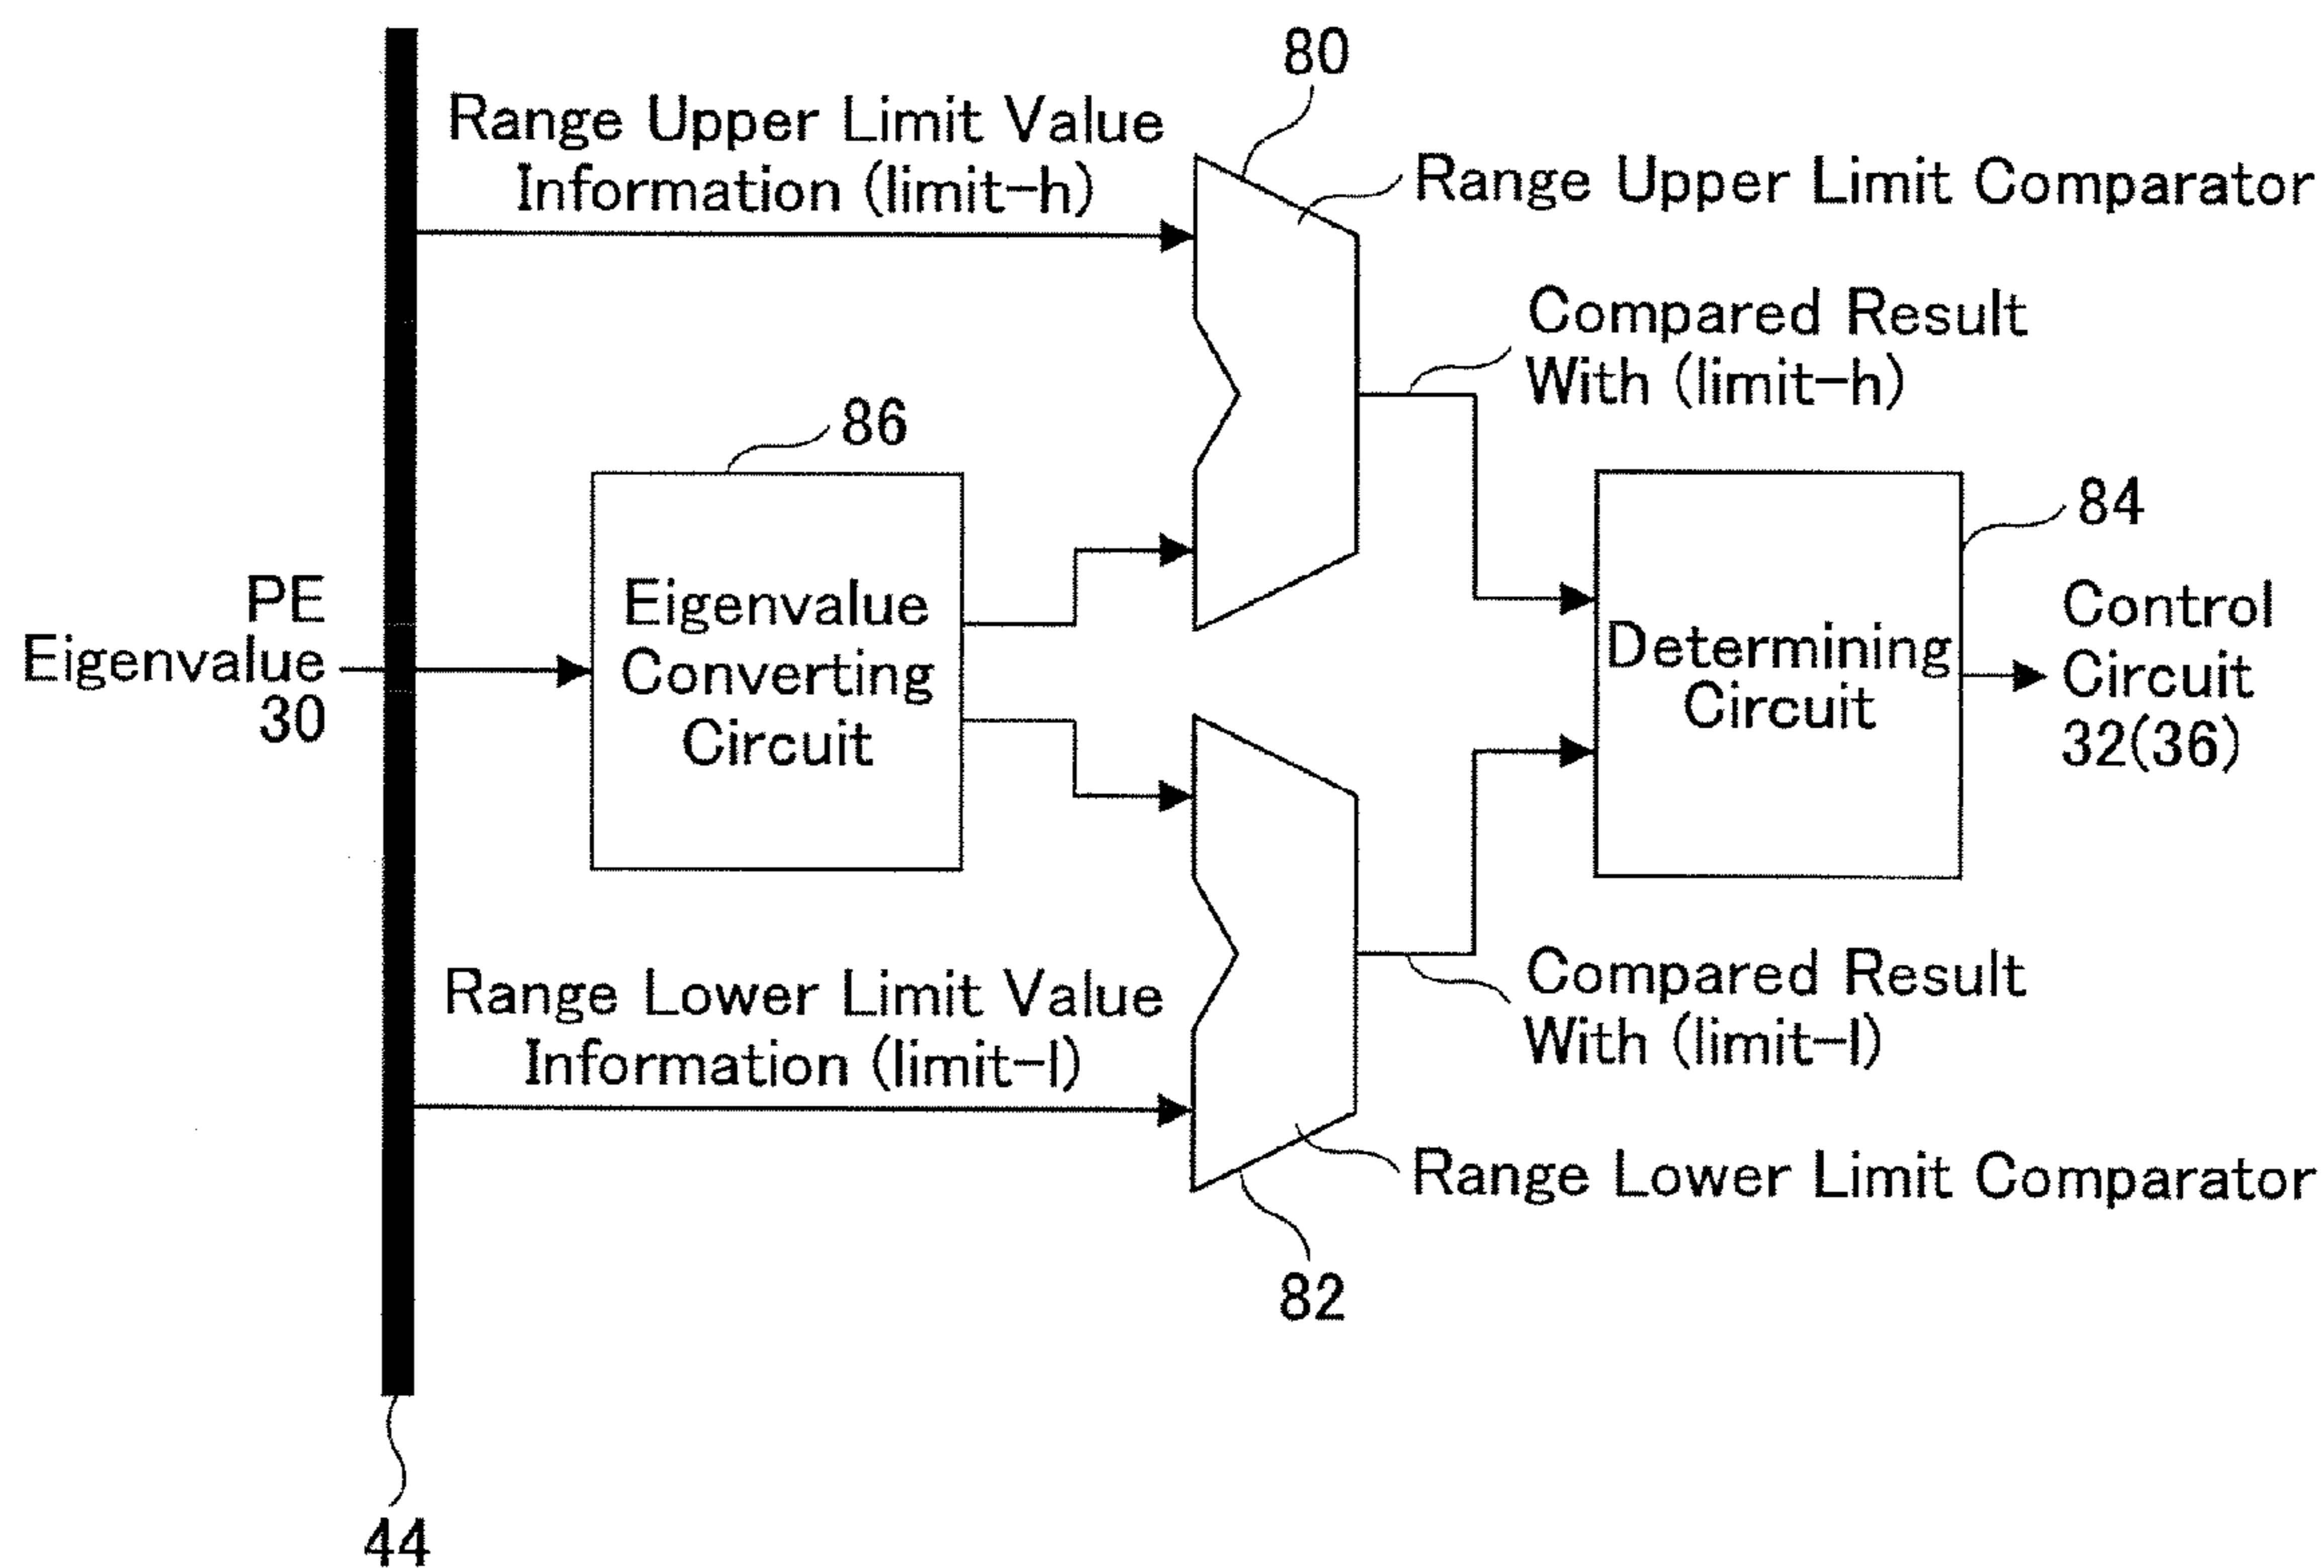 80
Range Upper Limit Value
Information (limit-h)
Range Upper Limit Comparator
Compared Result
With (limit-h)
86
84
PE
Eigenvalue
30
Eigenvalue
Converting
Circuit
Determining
Circuit
Control
Circuit
32(36)
Range Lower Limit Value
Information (limit-l)
Compared Result
With (limit-l)
Range Lower Limit Comparator
82
44